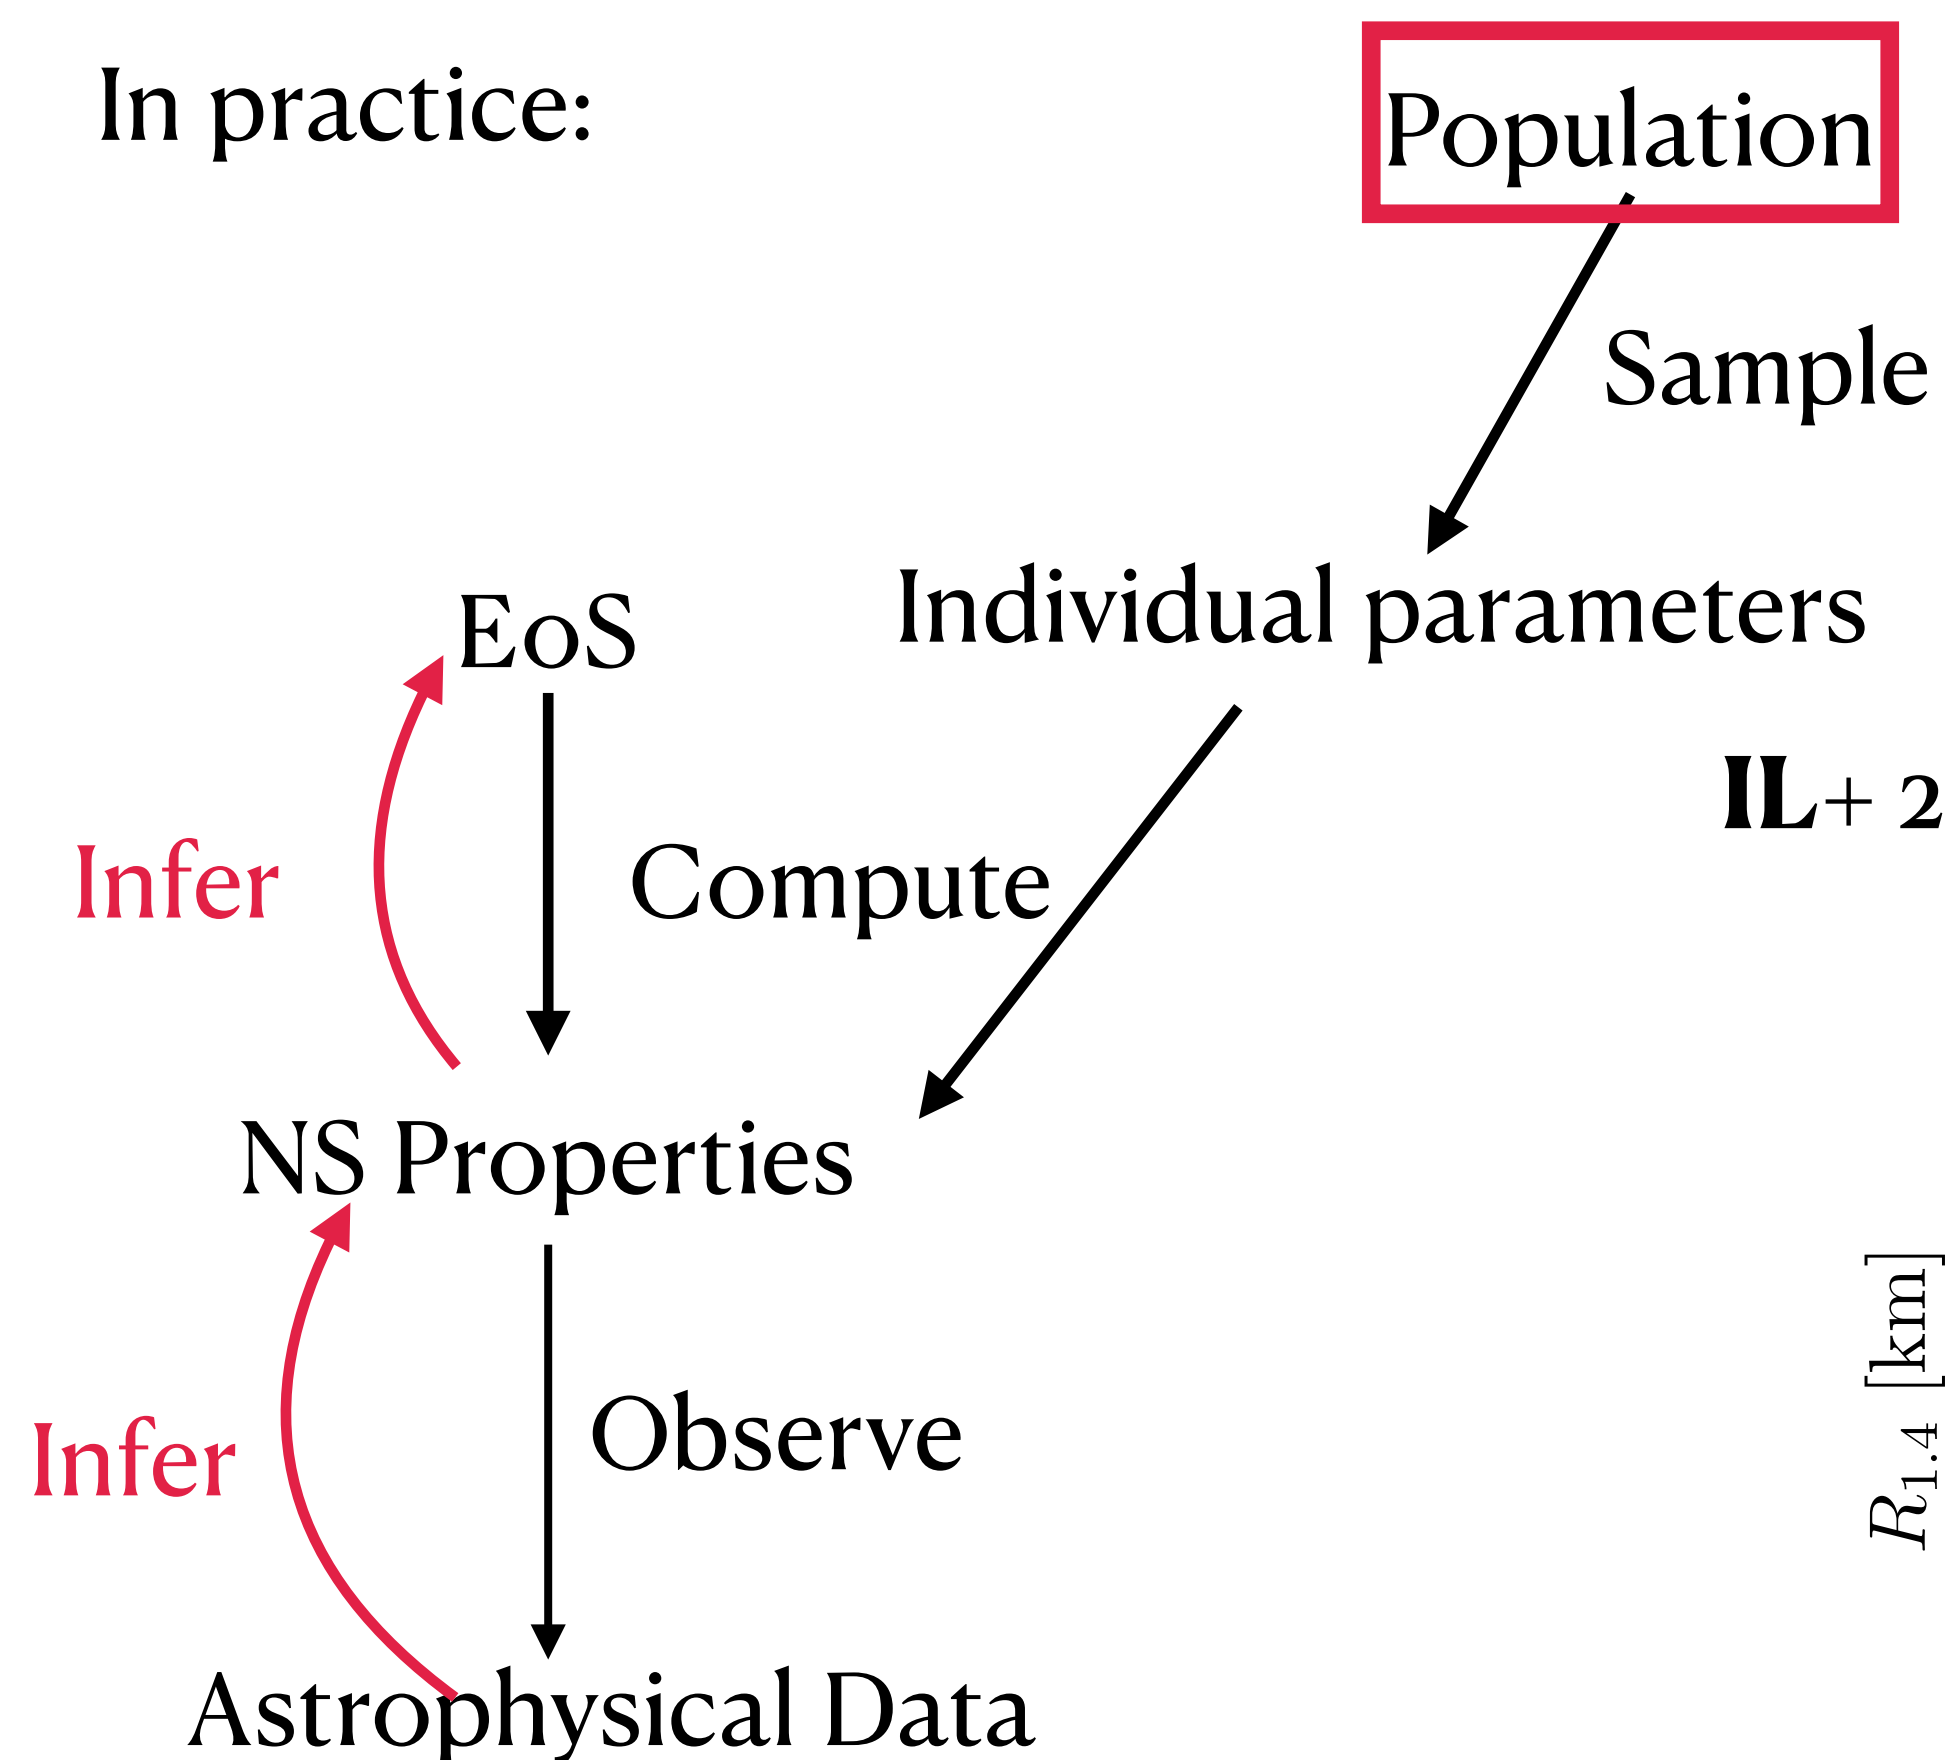 In practice:
Population
Sample
Individual parameters
EoS
IL+ 2
Infer
Compute
NS Properties
R1.4 [km]
Infer
Observe
Astrophysical Data